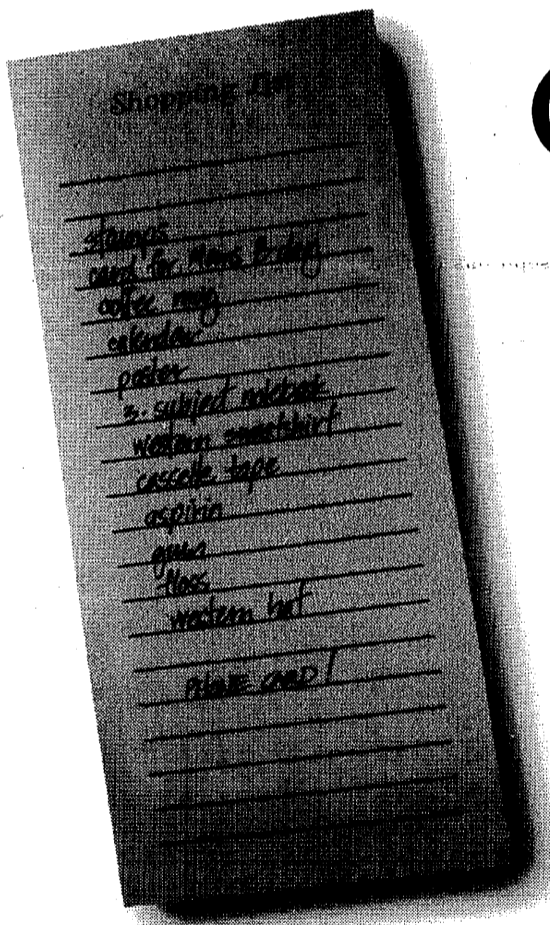 Shopping List
stamps
card for Mom's B-day
coffee mug
calendar
poster
3-subject notebook
western sweatshirt
cassette tape
aspirin
gum
floss
western hat
PHONE CARD!